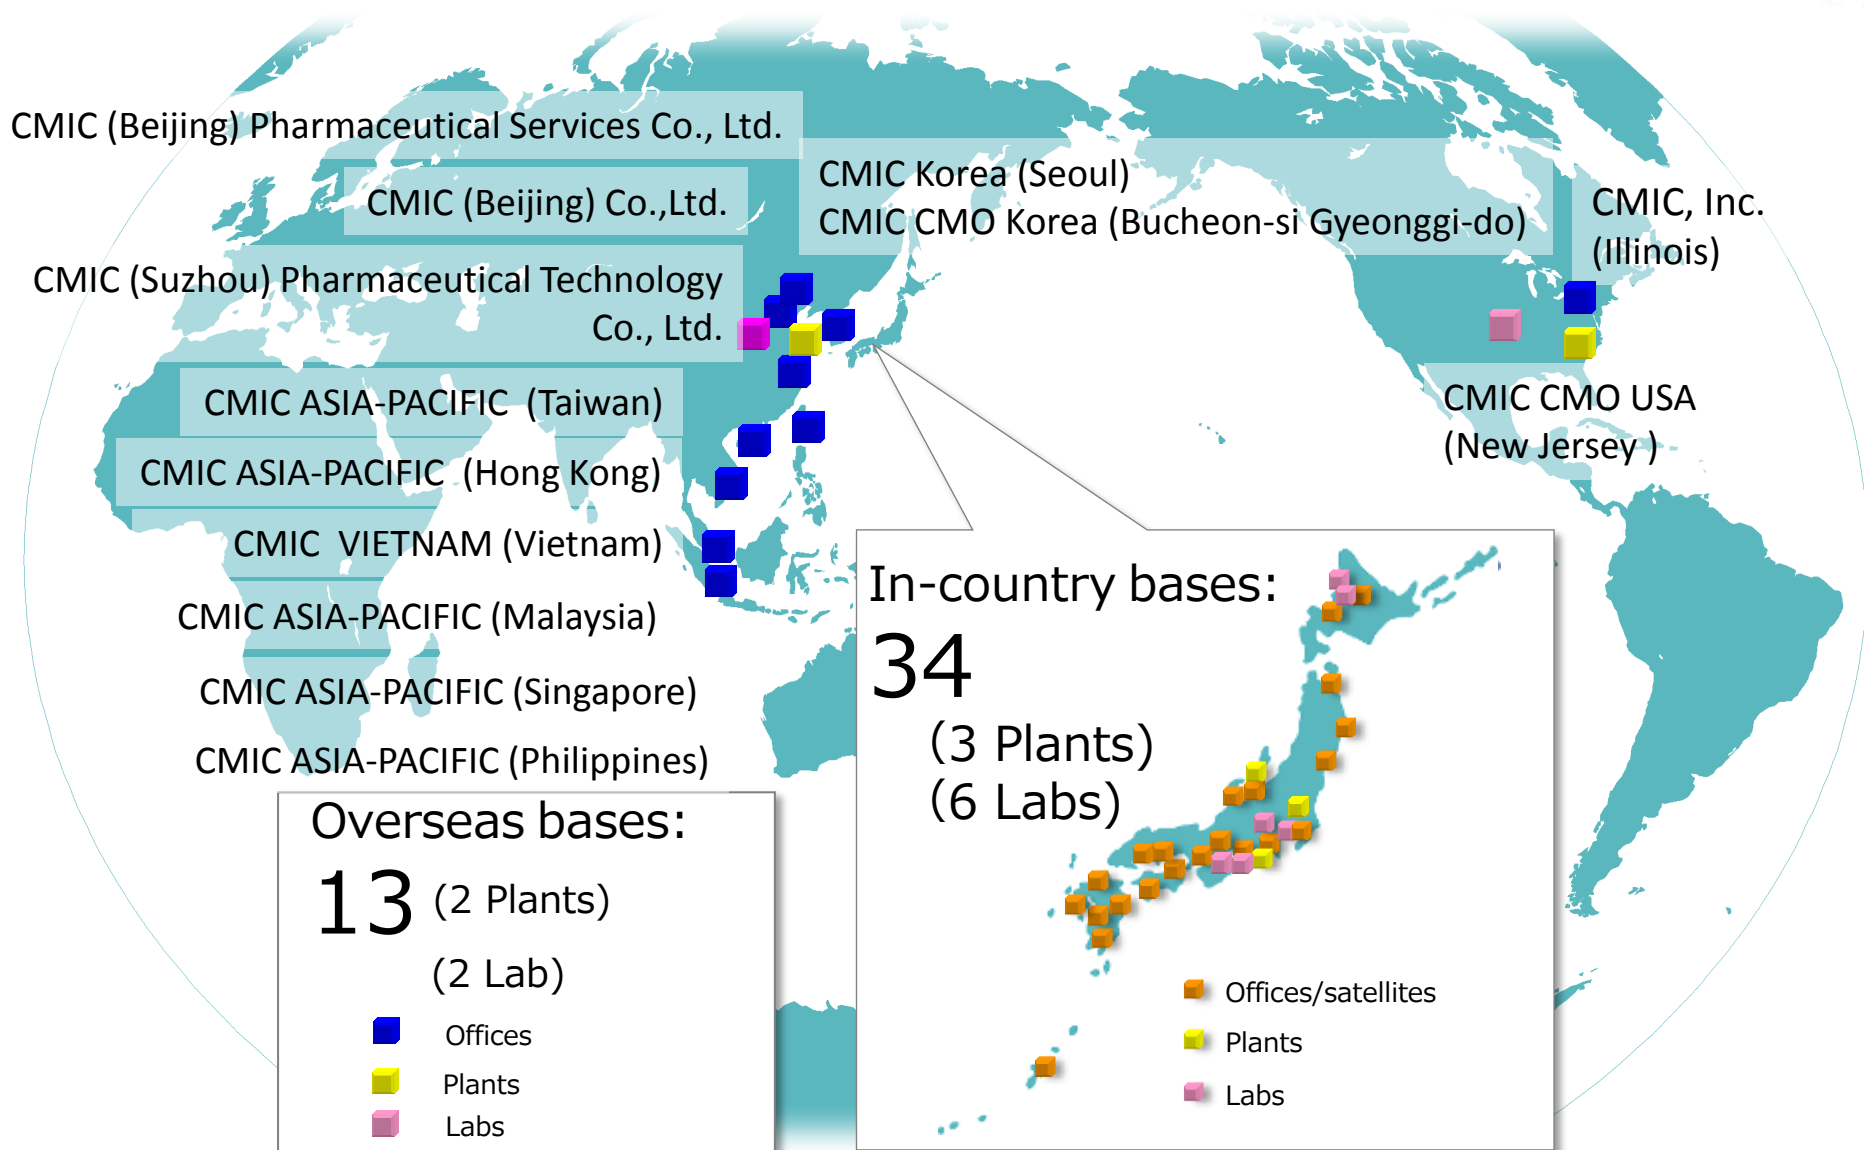 CMIC (Beijing) Pharmaceutical Services Co., Ltd.
CMIC (Beijing) Co.,Ltd.
CMIC (Suzhou) Pharmaceutical Technology
Co., Ltd.
CMIC ASIA-PACIFIC (Taiwan)
CMIC ASIA-PACIFIC (Hong Kong)
CMIC VIETNAM (Vietnam)
CMIC ASIA-PACIFIC (Malaysia)
CMIC ASIA-PACIFIC (Singapore)
CMIC ASIA-PACIFIC (Philippines)
CMIC Korea (Seoul)
CMIC CMO Korea (Bucheon-si Gyeonggi-do)
CMIC, Inc.
(Illinois)
CMIC CMO USA
(New Jersey )
Overseas bases:
13 (2 Plants)
(2 Lab)
Offices
Plants
Labs
In-country bases:
34
(3 Plants)
(6 Labs)
Offices/satellites
Plants
Labs